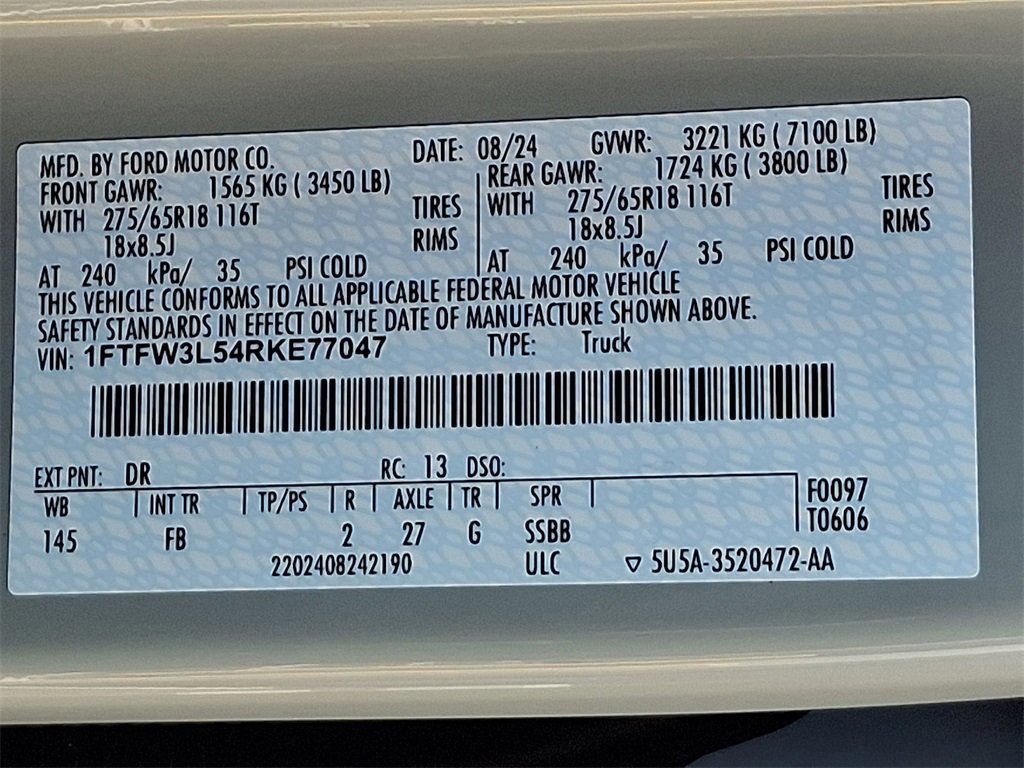 MFD. BY FORD MOTOR CO. DATE: 08/24 GVWR: 3221 KG ( 7100 LB)
FRONT GAWR: 1565 KG ( 3450 LB) REAR GAWR: 1724 KG ( 3800 LB)
WITH 275/65R18 116T TIRES WITH 275/65R18 116T TIRES
18x8.5J RIMS 18x8.5J RIMS
AT 240 kPa/ 35 PSI COLD AT 240 kPa/ 35 PSI COLD
THIS VEHICLE CONFORMS TO ALL APPLICABLE FEDERAL MOTOR VEHICLE
SAFETY STANDARDS IN EFFECT ON THE DATE OF MANUFACTURE SHOWN ABOVE.
VIN: 1FTFW3L54RKE77047 TYPE: Truck
EXT PNT: DR RC: 13 DSO:
WB INT TR TP/PS R AXLE TR SPR F0097
145 FB 2 27 G SSBB T0606
2202408242190 ULC ▽ 5U5A-3520472-AA